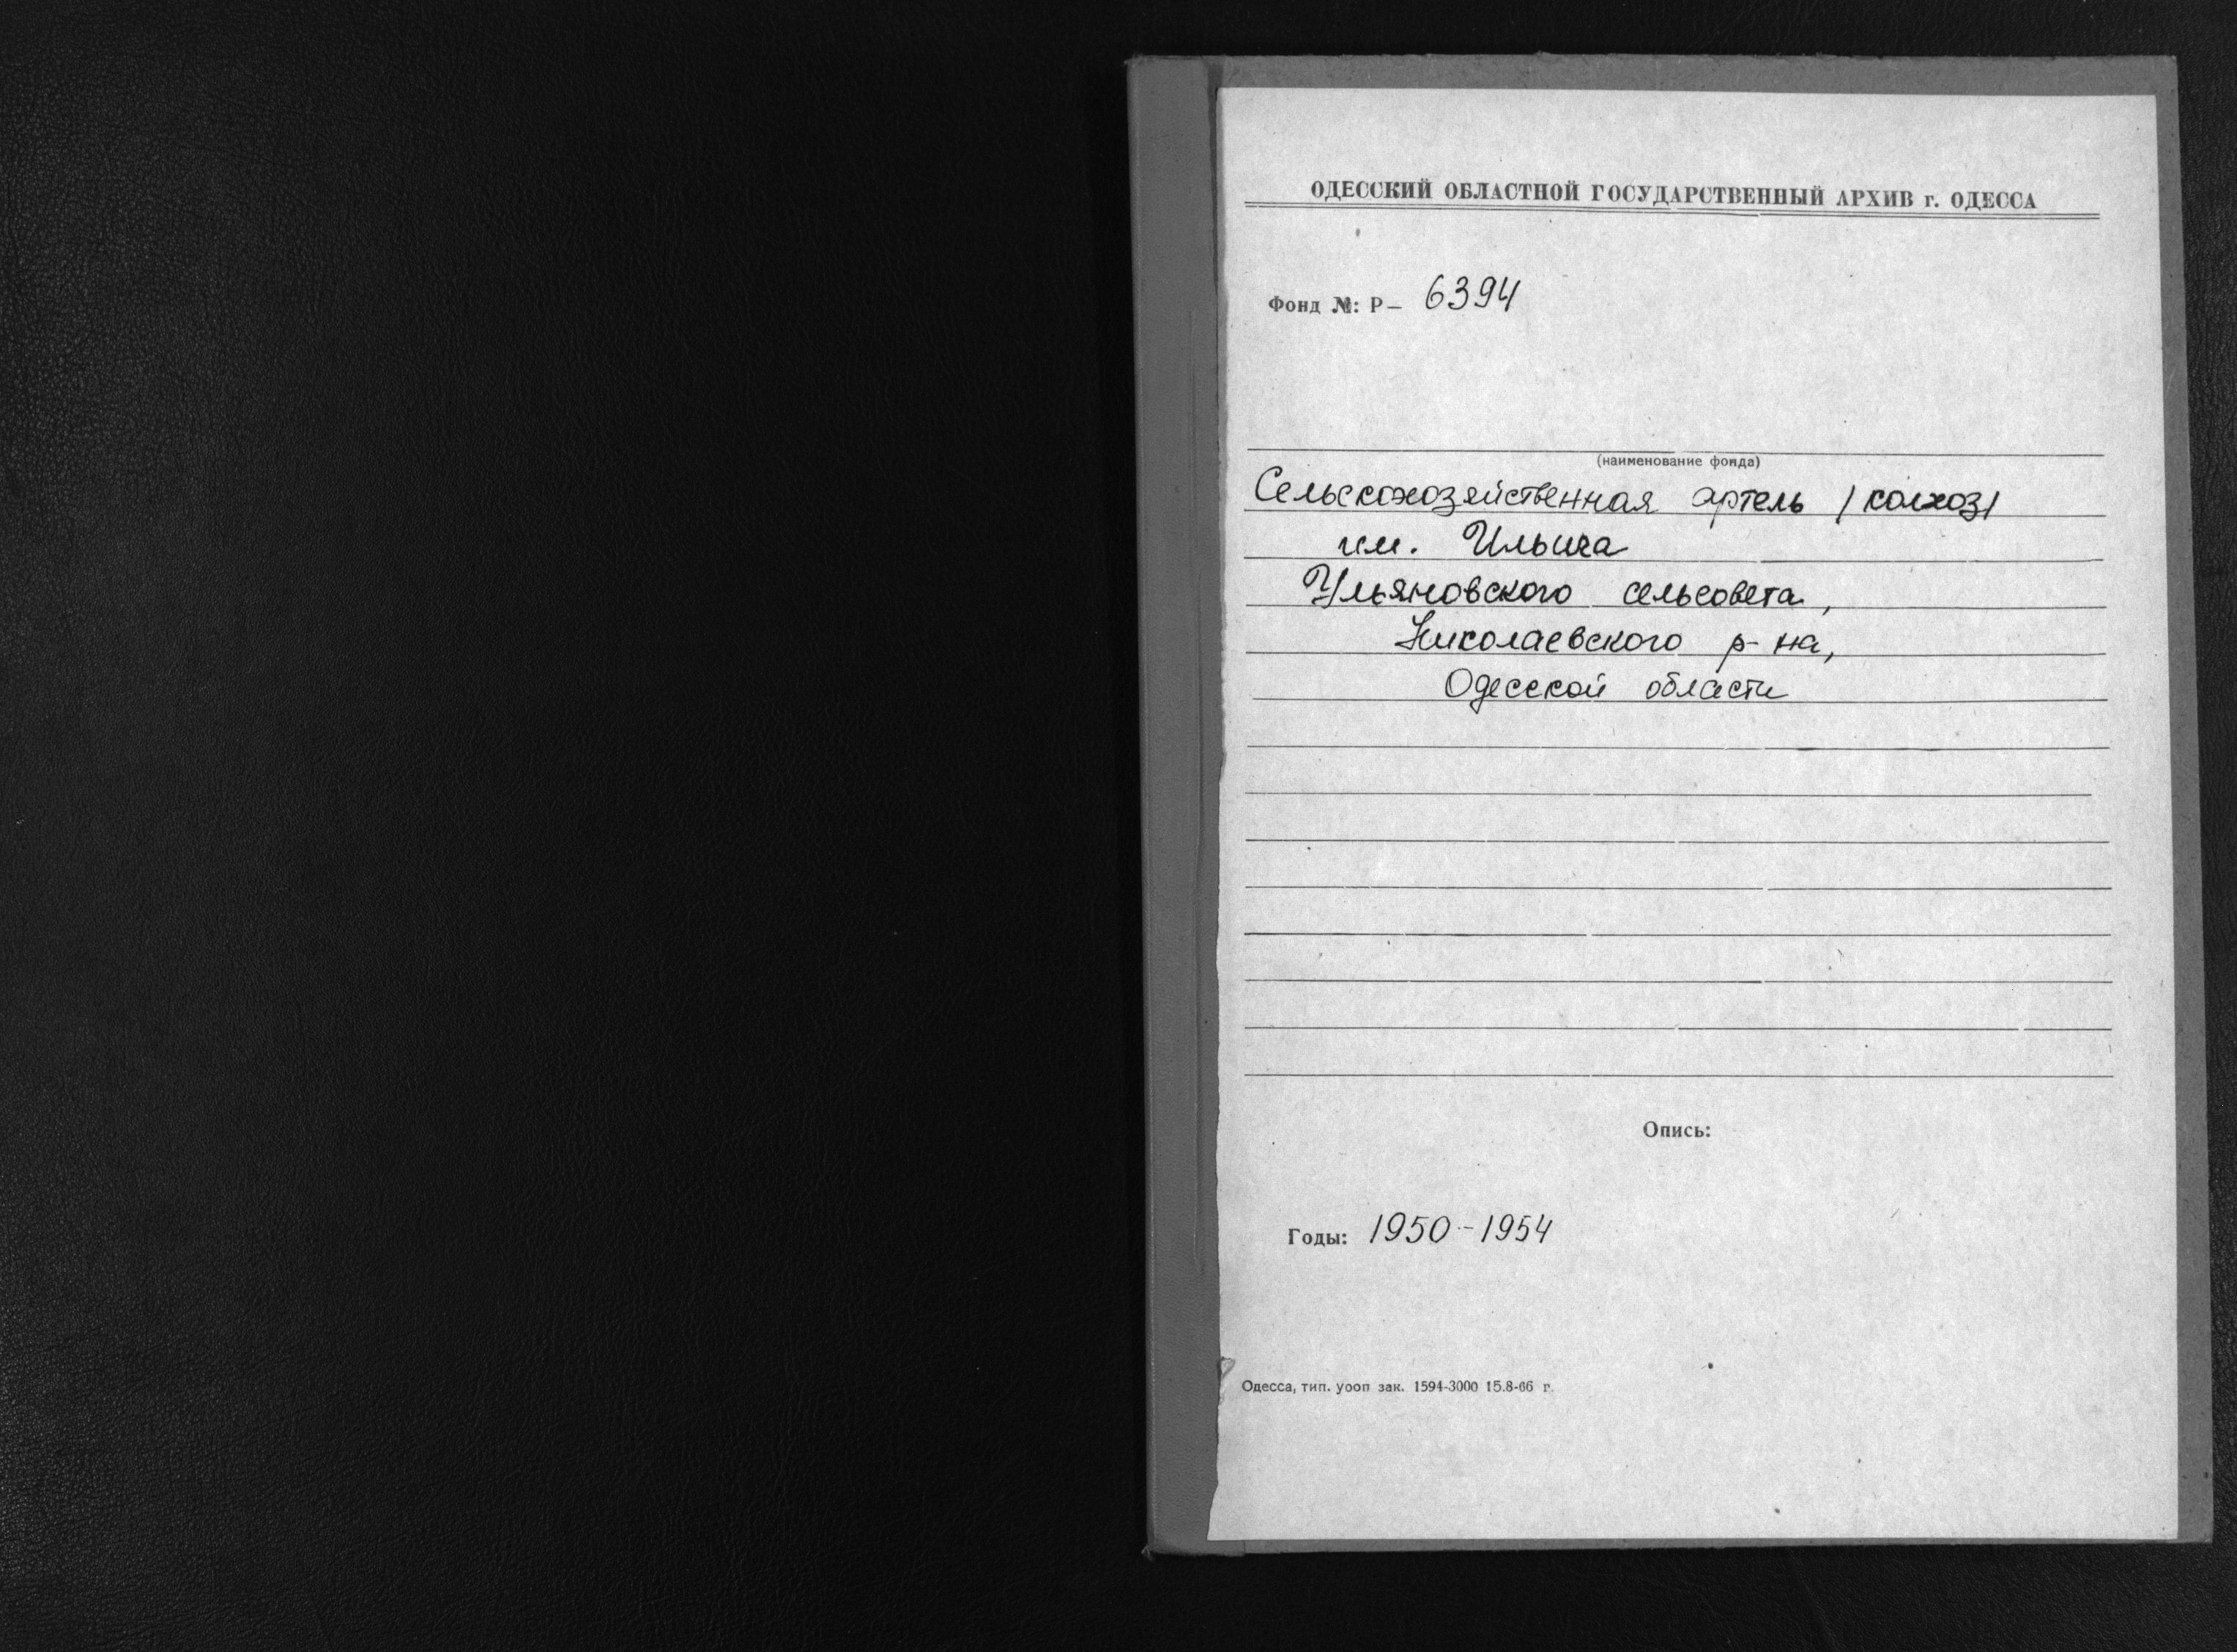 ОДЕССКИЙ ОБЛАСТНОЙ ГОСУДАРСТВЕННЫЙ АРХИВ г. ОДЕССА
Фонд №: Р— 6394
(наименование фонда)
Сельскохозяйственная артель /колхоз/
им. Ильича
Ульяновского сельсовета,
Николаевского р-на,
Одесской области
Опись:
Годы: 1950-1954
Одесса, тип. уооп зак. 1594-3000 15.8-66 г.